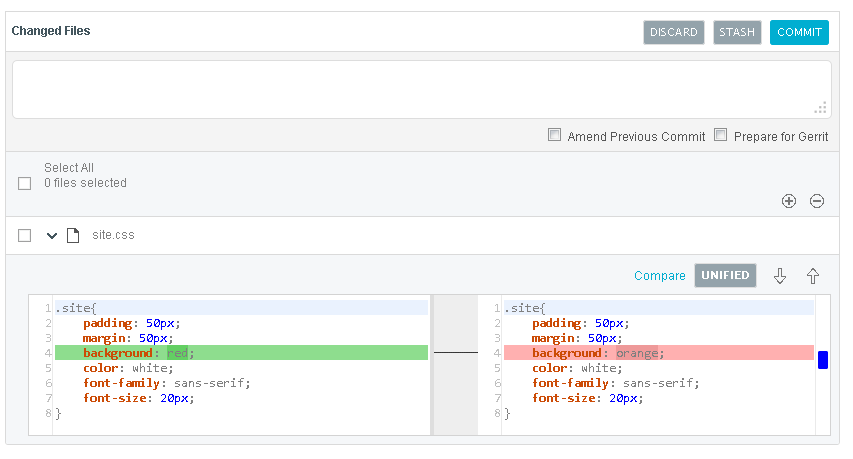 Changed Files
DISCARD STASH COMMIT
Amend Previous Commit Prepare for Gerrit
Select All
0 files selected
site.css
Compare UNIFIED
1 .site{
2 padding: 50px;
3 margin: 50px;
4 background: red;
5 color: white;
6 font-family: sans-serif;
7 font-size: 20px;
8 }
1 .site{
2 padding: 50px;
3 margin: 50px;
4 background: orange;
5 color: white;
6 font-family: sans-serif;
7 font-size: 20px;
8 }